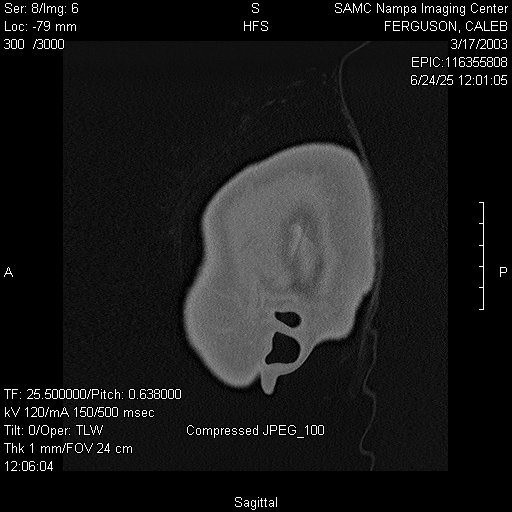 Ser: 8/Img: 6
Loc: -79 mm
300 /3000
S
HFS
SAMC Nampa Imaging Center
FERGUSON, CALEB
3/17/2003
EPIC:116355808
6/24/25 12:01:05
A
P
TF: 25.500000/Pitch: 0.638000
kV 120/mA 150/500 msec
Tilt: 0/Oper: TLW
Thk 1 mm/FOV 24 cm
12:06:04
Compressed JPEG_100
Sagittal